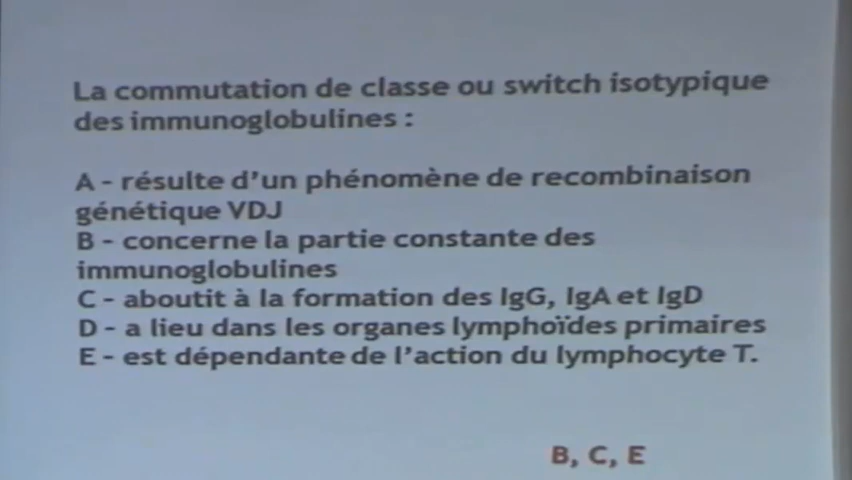 La commutation de classe ou switch isotypique
des immunoglobulines :
A - résulte d'un phénomène de recombinaison
génétique VDJ
B - concerne la partie constante des
immunoglobulines
C - aboutit à la formation des IgG, IgA et IgD
D - a lieu dans les organes lymphoïdes primaires
E - est dépendante de l'action du lymphocyte T.
B, C, E